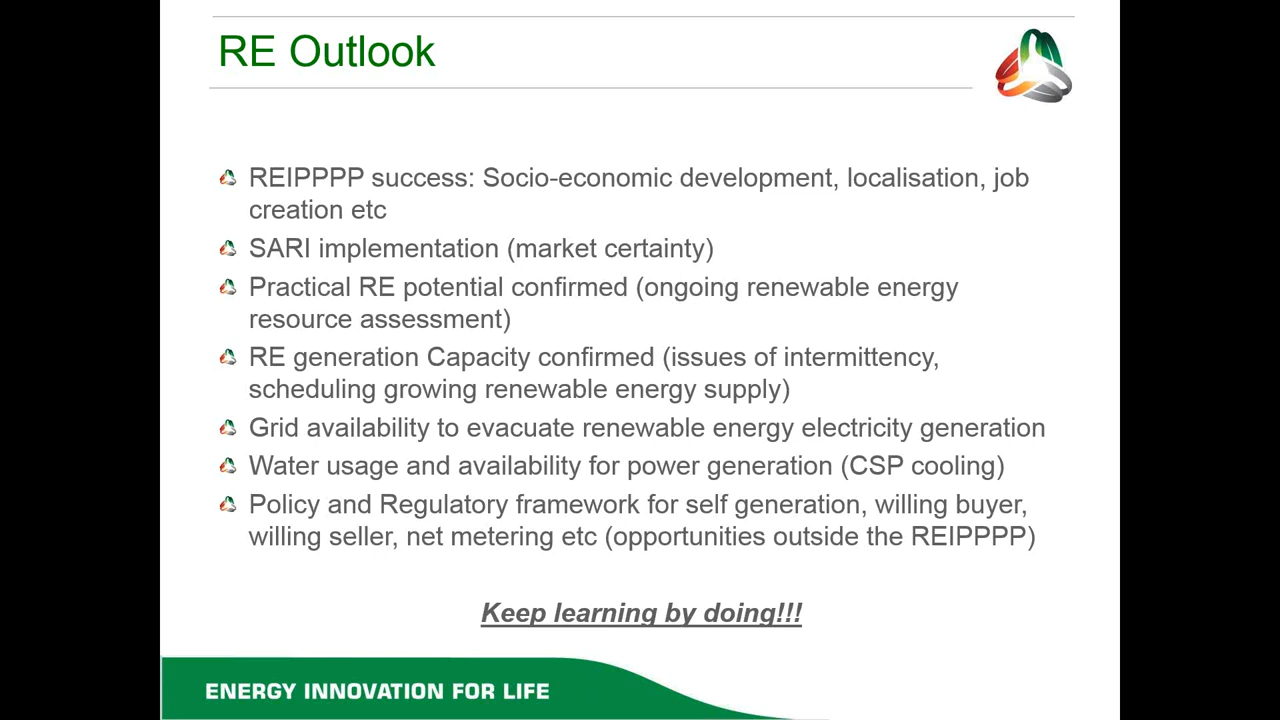 RE Outlook
REIPPPP success: Socio-economic development, localisation, job
creation etc
SARI implementation (market certainty)
Practical RE potential confirmed (ongoing renewable energy
resource assessment)
RE generation Capacity confirmed (issues of intermittency,
scheduling growing renewable energy supply)
Grid availability to evacuate renewable energy electricity generation
Water usage and availability for power generation (CSP cooling)
Policy and Regulatory framework for self generation, willing buyer,
willing seller, net metering etc (opportunities outside the REIPPPP)
Keep learning by doing!!!
ENERGY INNOVATION FOR LIFE